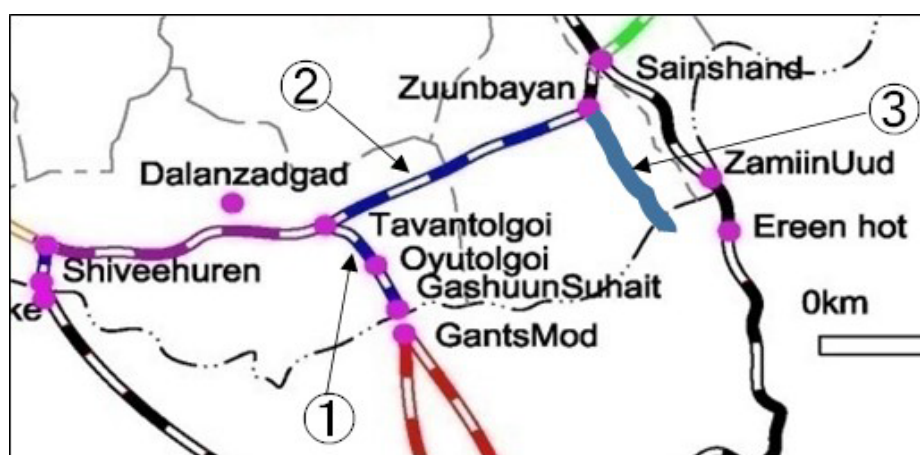 Sainshand
Zuunbayan
②
③
Dalanzadgad
ZamiinUud
Tavantolgoi
Ereen hot
Shiveehuren
Oyutolgoi
GashuunSuhait
ke
0km
GantsMod
①